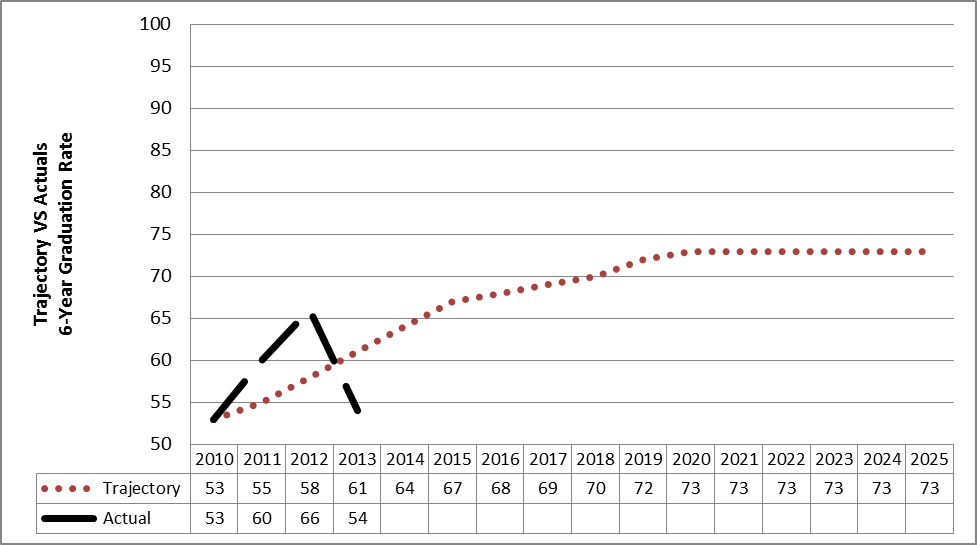 Trajectory VS Actuals
6-Year Graduation Rate
100
95
90
85
80
75
70
65
60
55
50
2010 2011 2012 2013 2014 2015 2016 2017 2018 2019 2020 2021 2022 2023 2024 2025
Trajectory 53 55 58 61 64 67 68 69 70 72 73 73 73 73 73 73
Actual 53 60 66 54